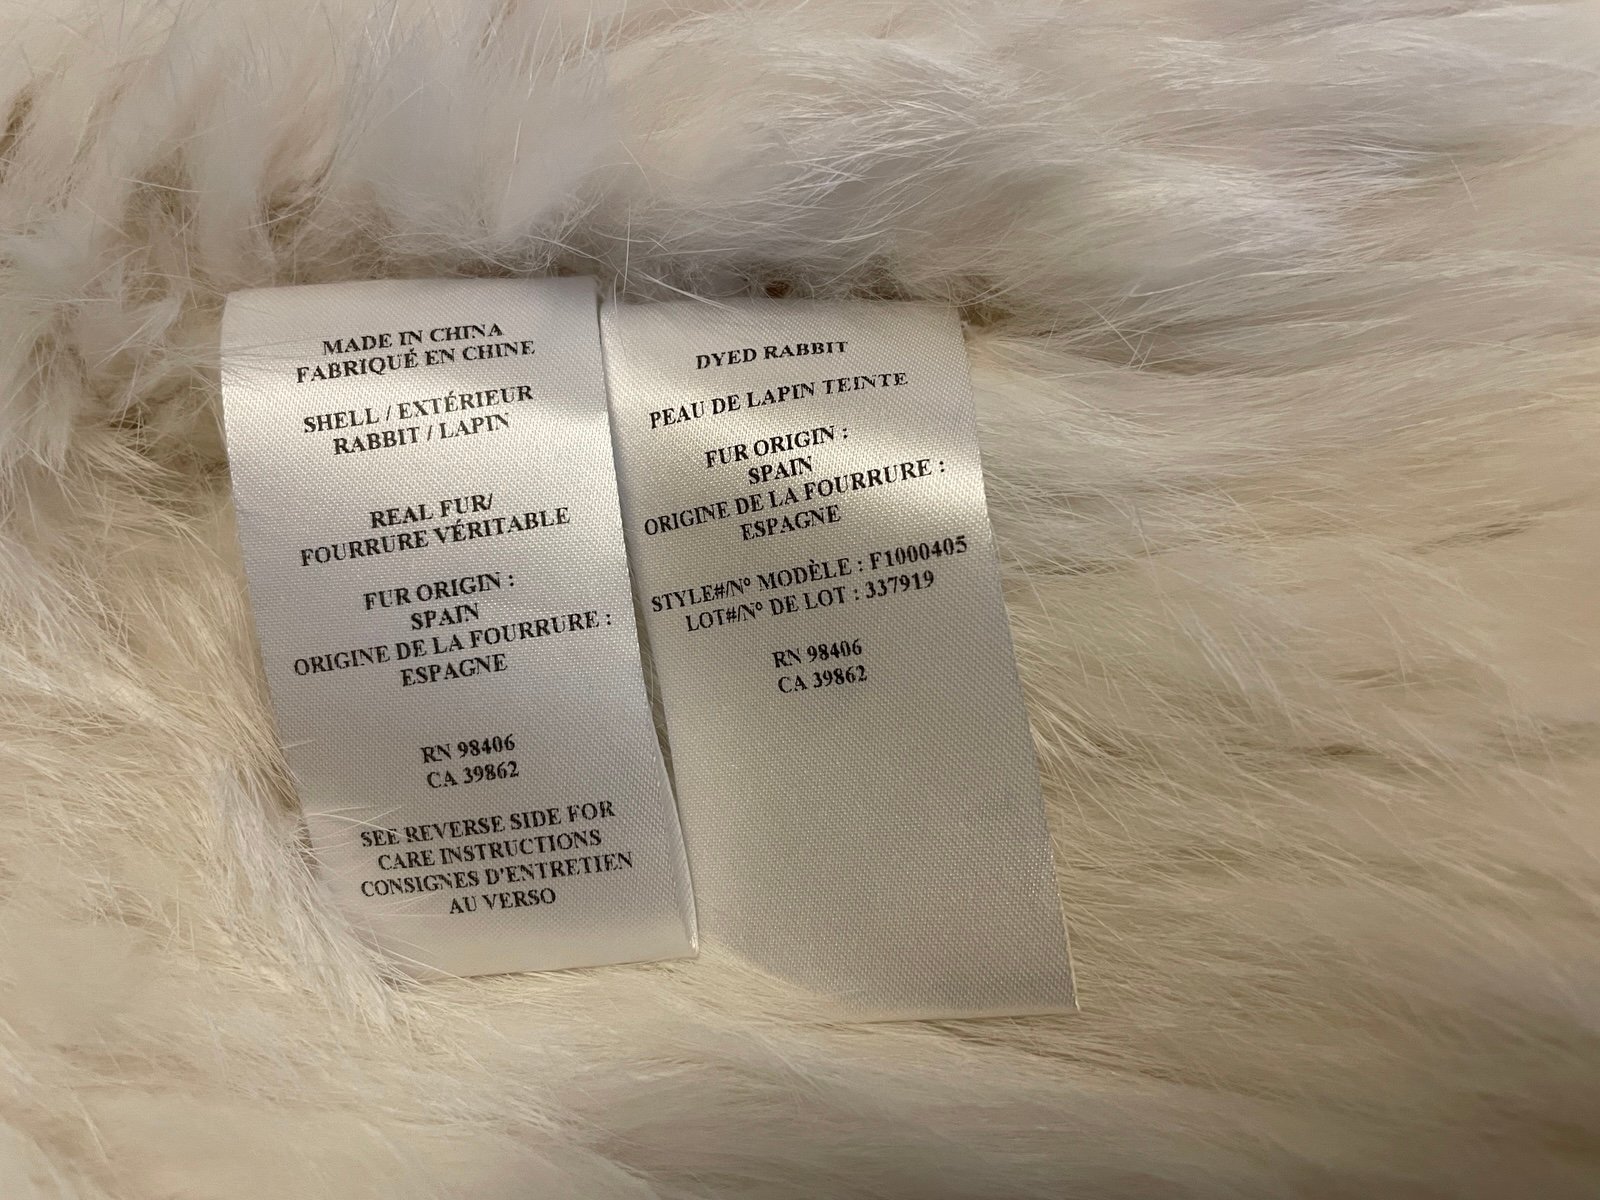 MADE IN CHINA
FABRIQUÉ EN CHINE
SHELL / EXTÉRIEUR
RABBIT / LAPIN
REAL FUR/
FOURRURE VÉRITABLE
FUR ORIGIN :
SPAIN
ORIGINE DE LA FOURRURE :
ESPAGNE
RN 98406
CA 39862
SEE REVERSE SIDE FOR
CARE INSTRUCTIONS
CONSIGNES D'ENTRETIEN
AU VERSO
DYED RABBIT
PEAU DE LAPIN TEINTE
FUR ORIGIN :
SPAIN
ORIGINE DE LA FOURRURE :
ESPAGNE
STYLE#/Nº MODÈLE : F1000405
LOT#/Nº DE LOT : 337919
RN 98406
CA 39862